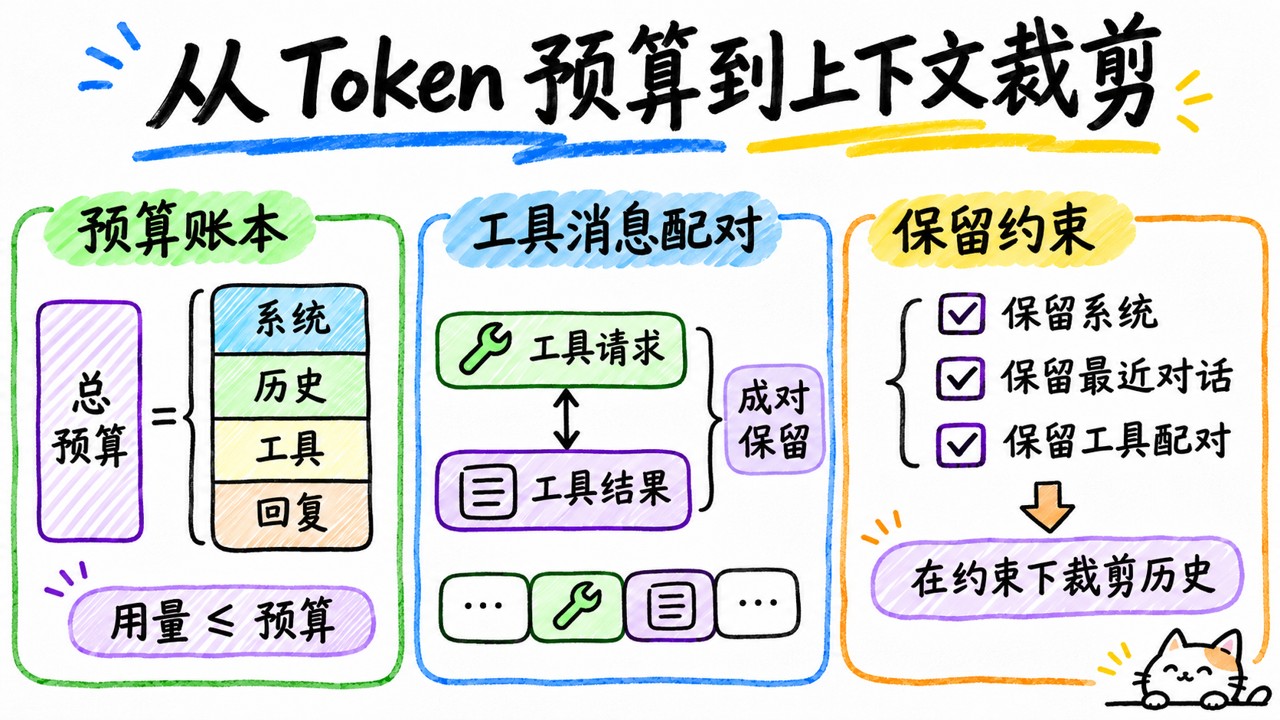 从 Token 预算到上下文裁剪
预算账本
总
预算
=
系统
历史
工具
回复
用量 ≤ 预算
工具消息配对
工具请求
工具结果
成对
保留
...
...
保留约束
保留系统
保留最近对话
保留工具配对
在约束下裁剪历史